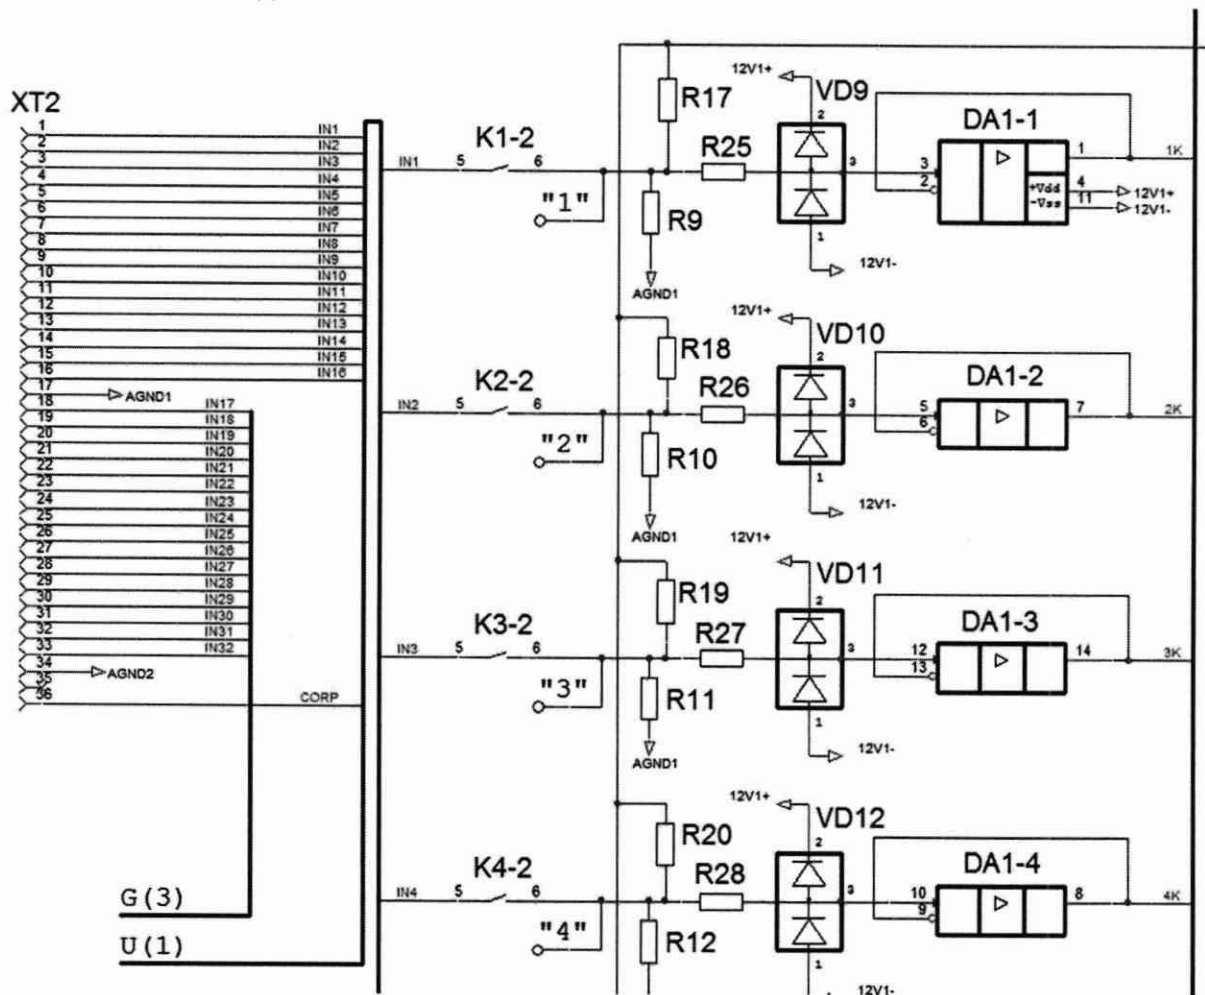 XT2
1 IN1
2 IN2
3 IN3
4 IN4
5 IN5
6 IN6
7 IN7
8 IN8
9 IN9
10 IN10
11 IN11
12 IN12
13 IN13
14 IN14
15 IN15
16 IN16
17 AGND1
18 IN17
19 IN18
20 IN19
21 IN20
22 IN21
23 IN22
24 IN23
25 IN24
26 IN25
27 IN26
28 IN27
29 IN28
30 IN29
31 IN30
32 IN31
33 IN32
34 AGND2
35
36 CORP
G(3)
U(1)
12V1+
R17
VD9
2
DA1-1
K1-2
R25
IN1 5 6
3
3
2
1
1K
"1"
R9
+Vdd 4 12V1+
-Vss 11 12V1-
1
12V1-
AGND1
12V1+
R18
VD10
2
DA1-2
K2-2
R26
IN2 5 6
3
5
6
7
2K
"2"
R10
1
12V1-
AGND1
12V1+
R19
VD11
2
DA1-3
K3-2
R27
IN3 5 6
3
12
13
14
3K
"3"
R11
1
12V1-
AGND1
12V1+
R20
VD12
2
DA1-4
K4-2
R28
IN4 5 6
3
10
9
8
4K
"4"
R12
1
12V1-